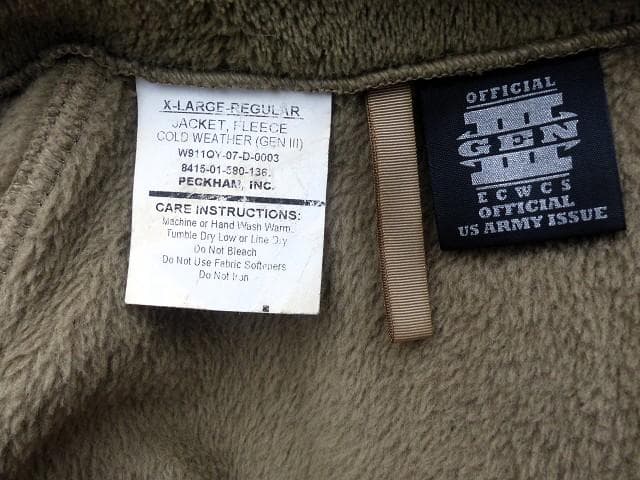 X-LARGE-REGULAR
JACKET, FLEECE
COLD WEATHER (GEN III)
W911QY-07-D-0003
8415-01-580-136.
PECKHAM, INC.
CARE INSTRUCTIONS:
Machine or Hand Wash Warm.
Tumble Dry Low or Line Dry
Do Not Bleach
Do Not Use Fabric Softeners
Do Not Iron
OFFICIAL
III
GEN
ECWCS
OFFICIAL
US ARMY ISSUE